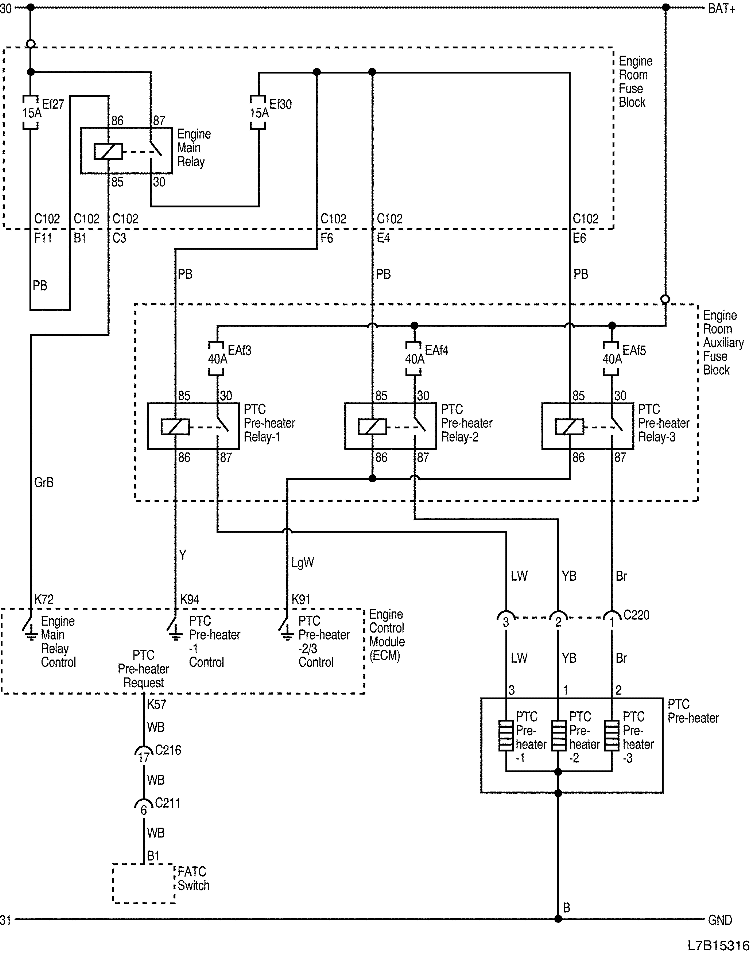 30
BAT+
Engine
Room
Fuse
Block
Ef27
15A
86
87
Engine
Main
Relay
85
30
15A
Ef30
C102
C102
C102
C102
C102
C102
F11
B1
C3
F6
E4
E6
PB
PB
PB
PB
Engine
Room
Auxiliary
Fuse
Block
EAf3
40A
EAf4
40A
EAf5
40A
85
30
PTC
Pre-heater
Relay-1
86
87
85
30
PTC
Pre-heater
Relay-2
86
87
85
30
PTC
Pre-heater
Relay-3
86
87
GrB
Y
LgW
LW
YB
Br
K72
K94
K91
Engine
Main
Relay
Control
PTC
Pre-heater
-1
Control
PTC
Pre-heater
-2/3
Control
Engine
Control
Module
(ECM)
PTC
Pre-heater
Request
3
2
1
C220
LW
YB
Br
K57
WB
17
C216
WB
6
C211
WB
B1
FATC
Switch
3
1
2
PTC
Pre-heater
PTC
Pre-
heater
-1
PTC
Pre-
heater
-2
PTC
Pre-
heater
-3
B
31
GND
L7B15316